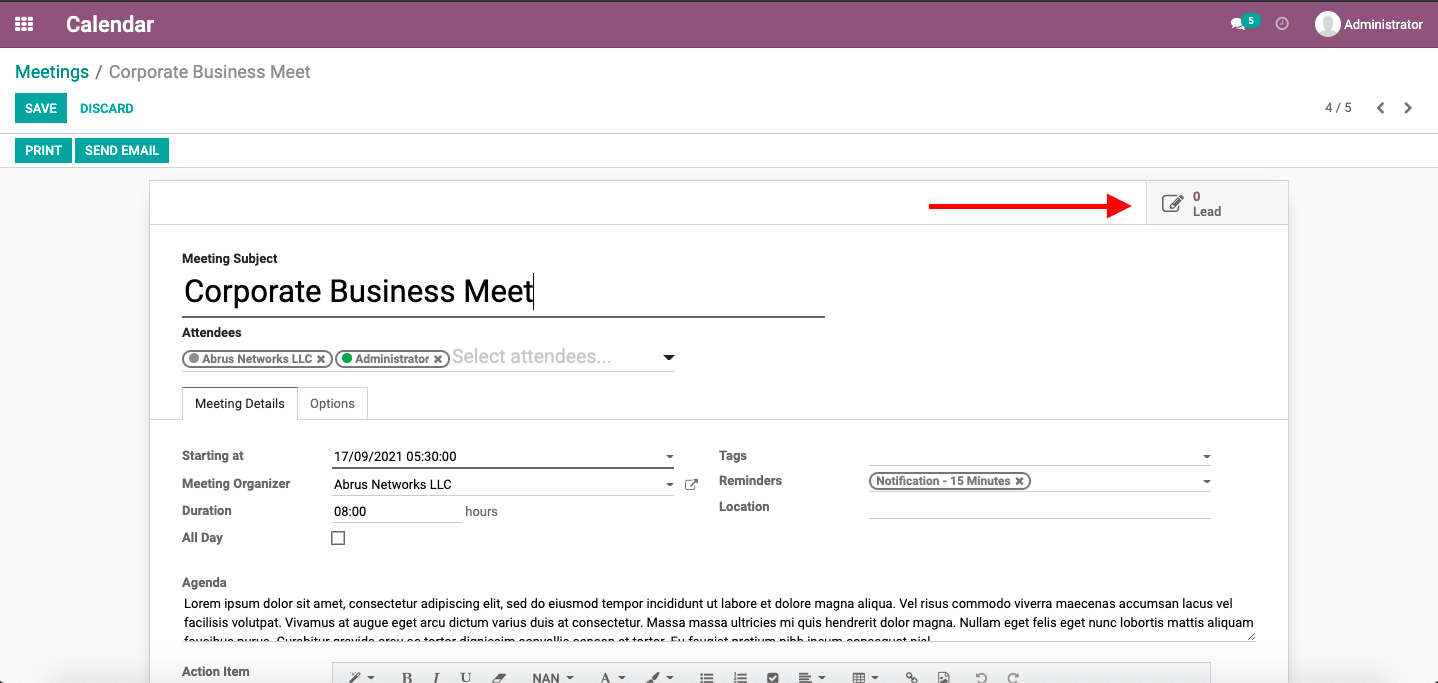 Calendar 5 Administrator
Meetings / Corporate Business Meet
SAVE DISCARD 4 / 5
PRINT SEND EMAIL
0
Lead
Meeting Subject
Corporate Business Meet
Attendees
Abrus Networks LLC Administrator Select attendees...
Meeting Details Options
Starting at 17/09/2021 05:30:00 Tags
Meeting Organizer Abrus Networks LLC Reminders Notification - 15 Minutes
Duration 08:00 hours Location
All Day
Agenda
Lorem ipsum dolor sit amet, consectetur adipiscing elit, sed do eiusmod tempor incididunt ut labore et dolore magna aliqua. Vel risus commodo viverra maecenas accumsan lacus vel
facilisis volutpat. Vivamus at augue eget arcu dictum varius duis at consectetur. Massa massa ultricies mi quis hendrerit dolor magna. Nullam eget felis eget nunc lobortis mattis aliquam
Action Item B I U NAN A